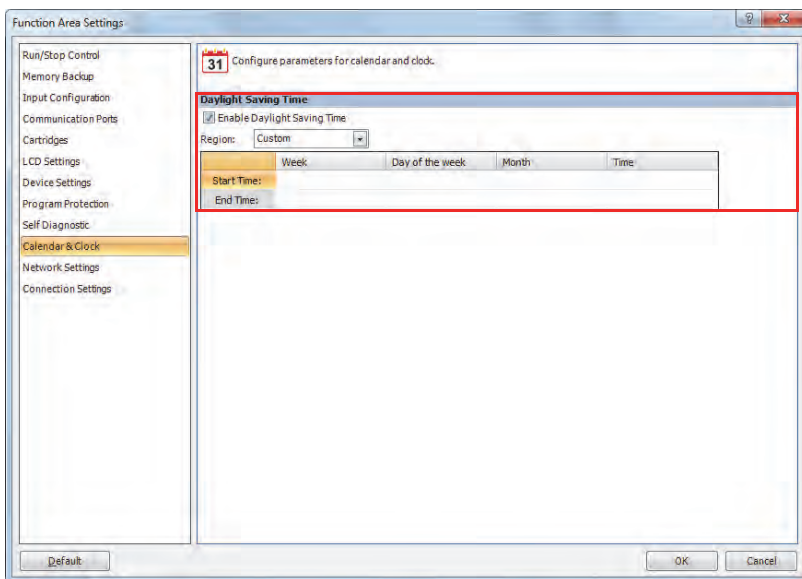 Function Area Settings
Run/Stop Control
Memory Backup
Input Configuration
Communication Ports
Cartridges
LCD Settings
Device Settings
Program Protection
Self Diagnostic
Calendar & Clock
Network Settings
Connection Settings
31 Configure parameters for calendar and clock.
Daylight Saving Time
Enable Daylight Saving Time
Region: Custom
Week Day of the week Month Time
Start Time:
End Time:
Default OK Cancel